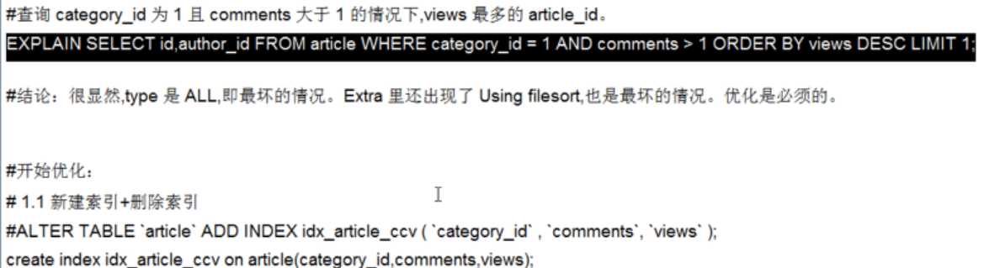 #查询 category_id 为 1 且 comments 大于 1 的情况下,views 最多的 article_id。
EXPLAIN SELECT id,author_id FROM article WHERE category_id = 1 AND comments > 1 ORDER BY views DESC LIMIT 1;
#结论：很显然,type 是 ALL,即最坏的情况。Extra 里还出现了 Using filesort,也是最坏的情况。优化是必须的。
#开始优化：
# 1.1 新建索引+删除索引
#ALTER TABLE `article` ADD INDEX idx_article_ccv ( `category_id` , `comments`, `views` );
create index idx_article_ccv on article(category_id,comments,views);